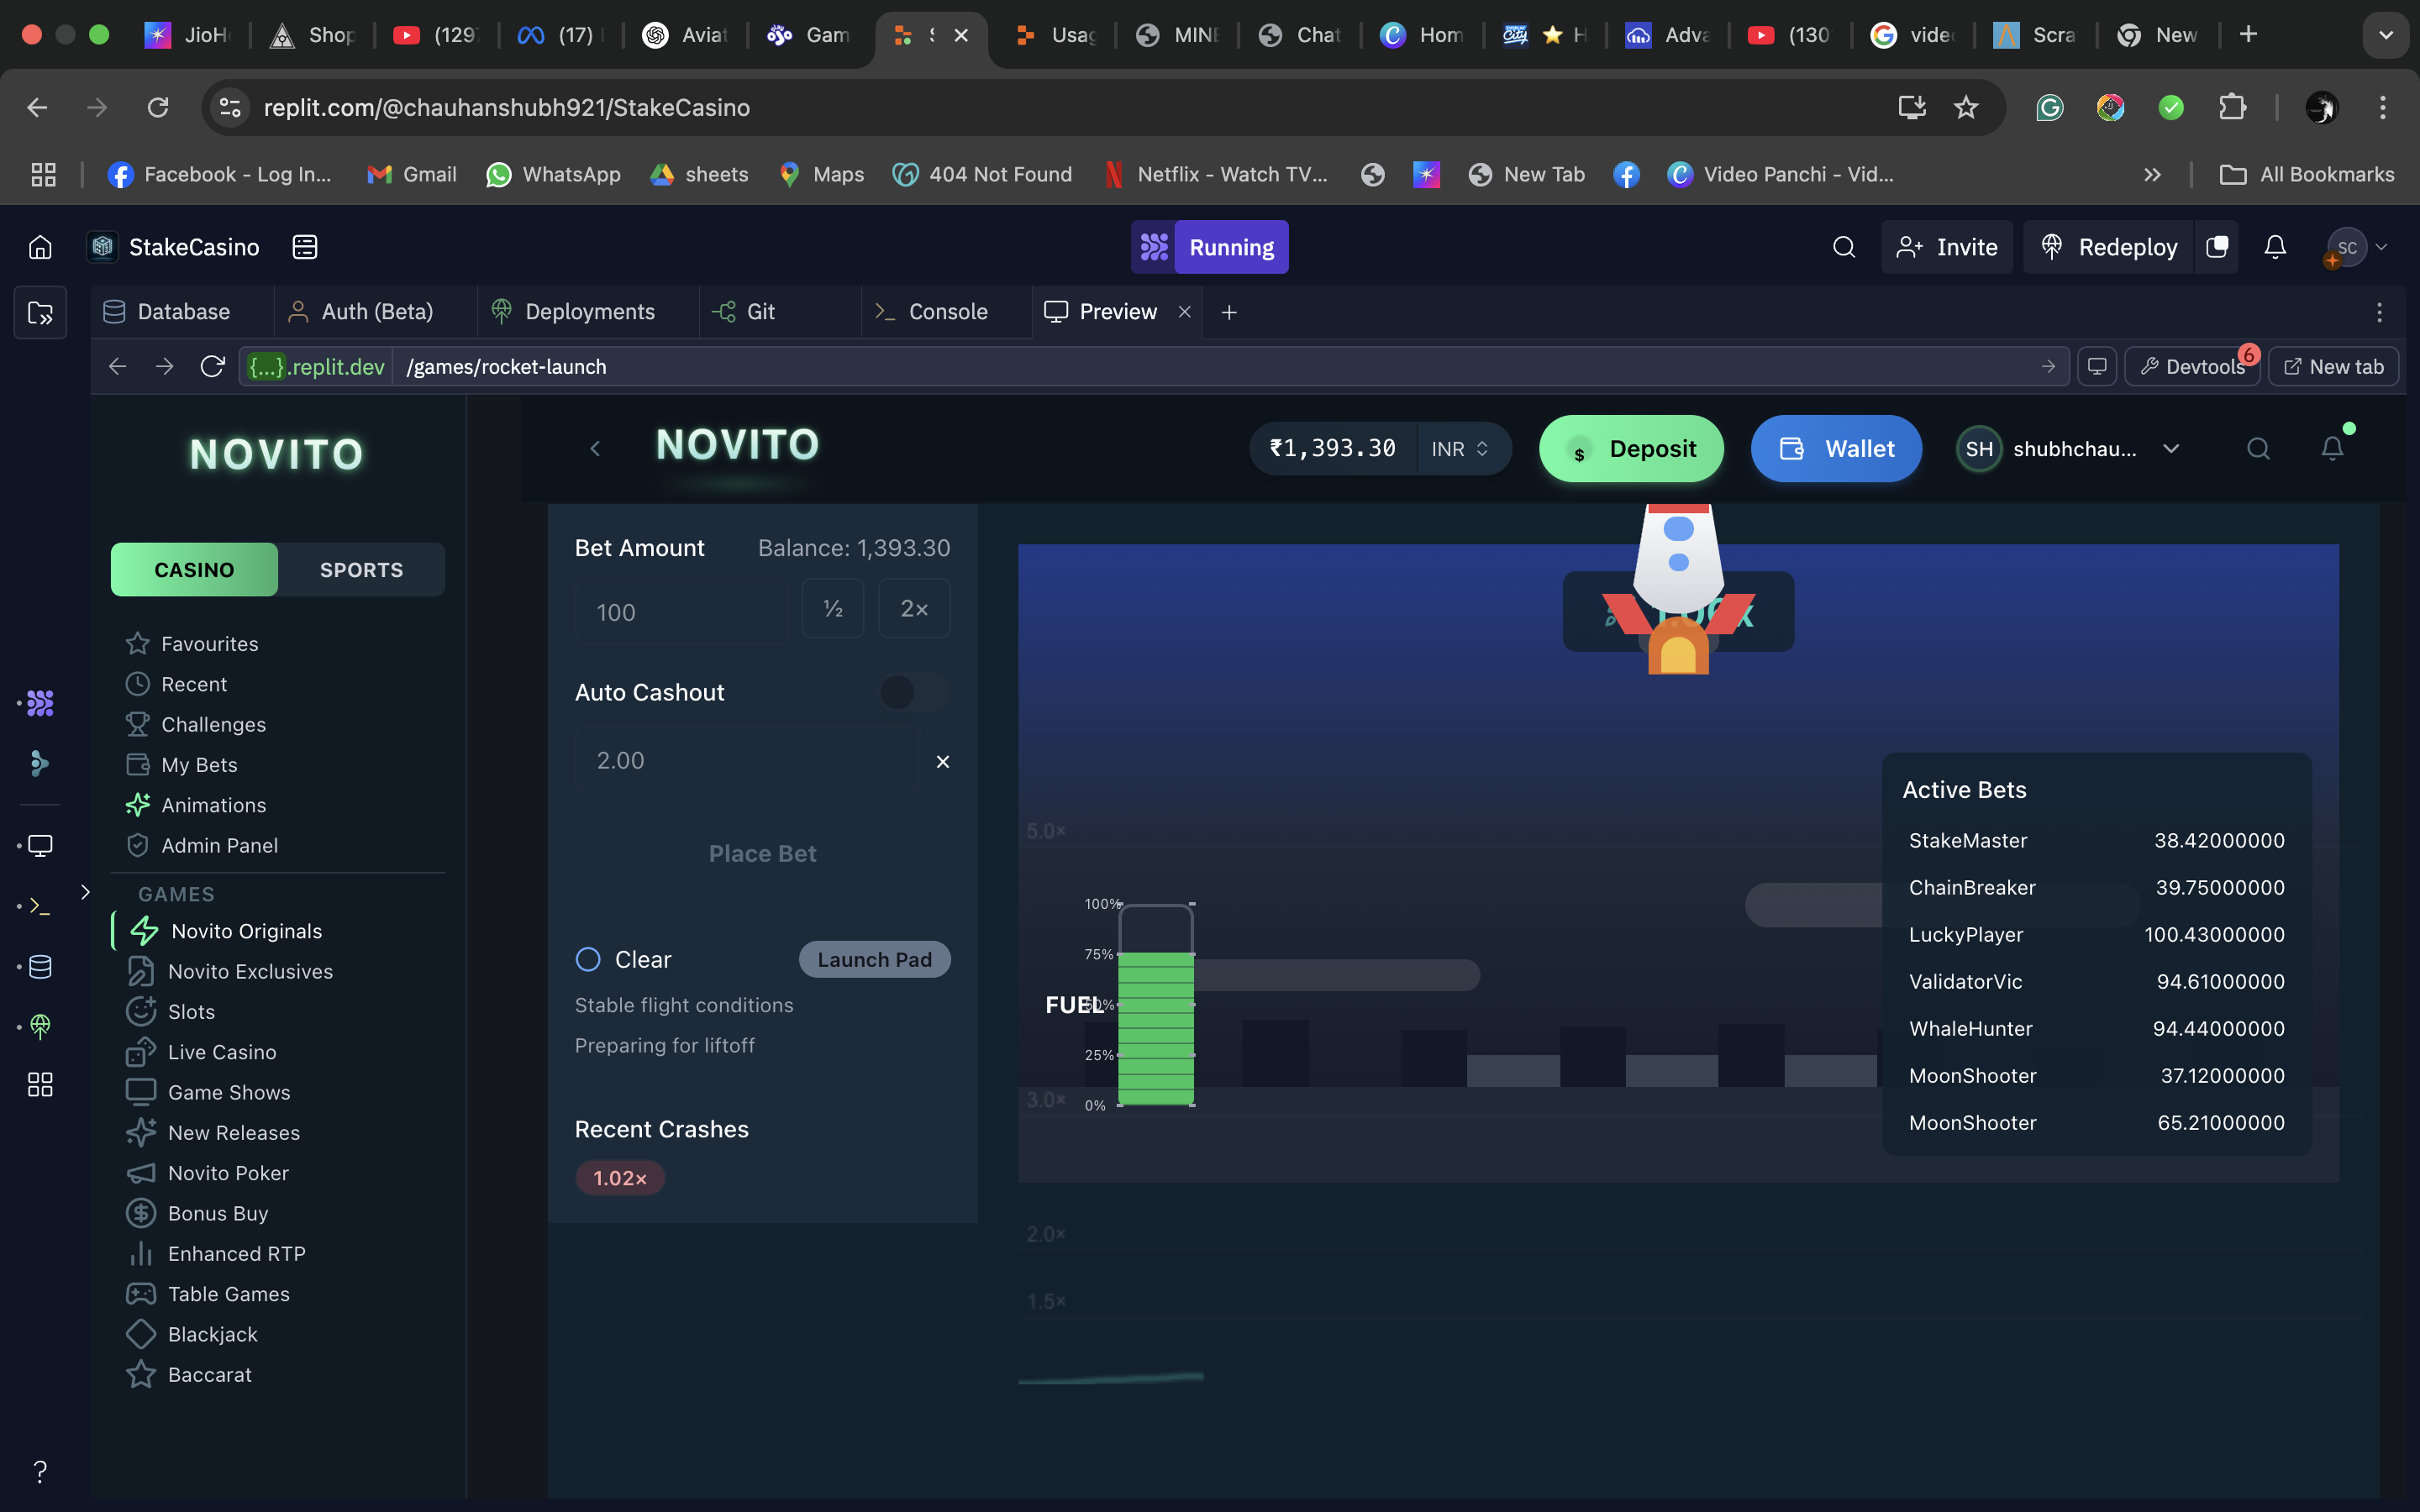 JioH
Shop
(129
(17)
Aviat
Gam
Usag
MINE
Chat
Hom
H
Adva
(130
vide
Scra
New
replit.com/@chauhanshubh921/StakeCasino
Facebook - Log In...
Gmail
WhatsApp
sheets
Maps
404 Not Found
Netflix - Watch TV...
New Tab
Video Panchi - Vid...
All Bookmarks
StakeCasino
Running
Invite
Redeploy
SC
Database
Auth (Beta)
Deployments
Git
Console
Preview
{...}.replit.dev
/games/rocket-launch
Devtools
6
New tab
NOVITO
CASINO
SPORTS
Favourites
Recent
Challenges
My Bets
Animations
Admin Panel
GAMES
Novito Originals
Novito Exclusives
Slots
Live Casino
Game Shows
New Releases
Novito Poker
Bonus Buy
Enhanced RTP
Table Games
Blackjack
Baccarat
NOVITO
₹1,393.30
INR
$ Deposit
Wallet
SH
shubhchau...
Bet Amount
Balance: 1,393.30
100
½
2×
Auto Cashout
2.00
×
Place Bet
Clear
Launch Pad
Stable flight conditions
Preparing for liftoff
Recent Crashes
1.02×
5.0×
3.0×
2.0×
1.5×
100%
75%
50%
25%
0%
FUEL
Active Bets
StakeMaster 38.42000000
ChainBreaker 39.75000000
LuckyPlayer 100.43000000
ValidatorVic 94.61000000
WhaleHunter 94.44000000
MoonShooter 37.12000000
MoonShooter 65.21000000